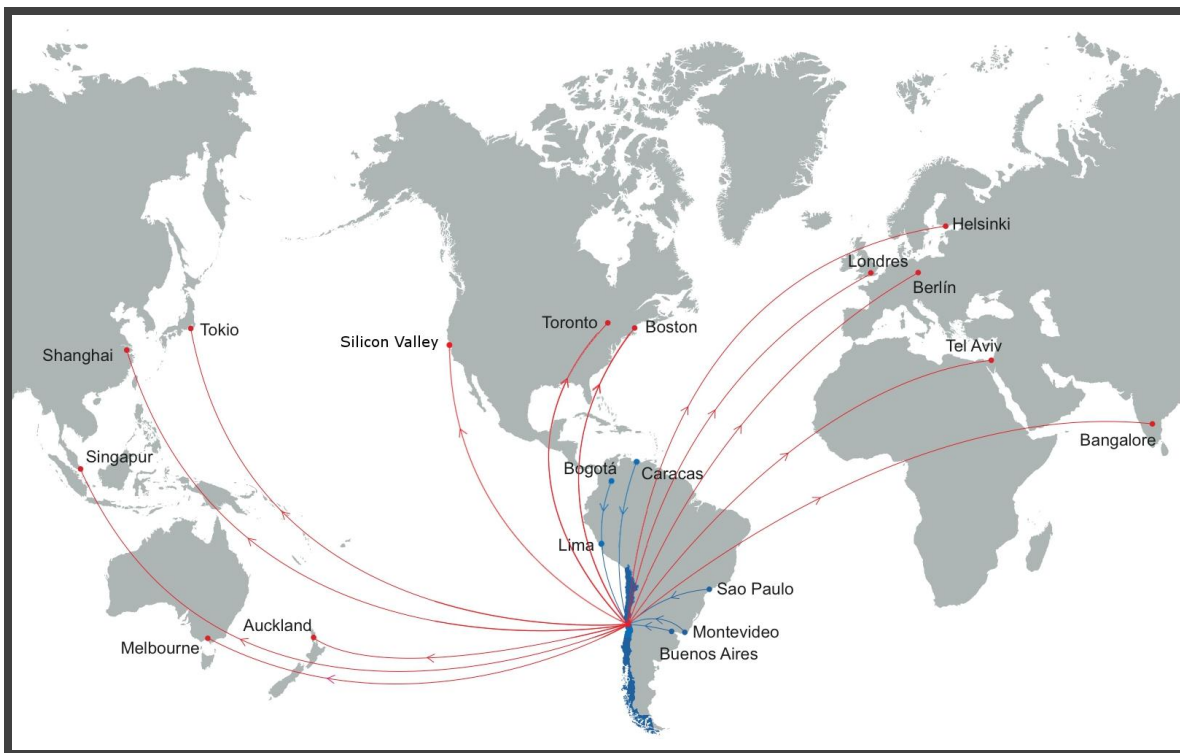 Helsinki
Londres
Berlín
Toronto
Boston
Tokio
Silicon Valley
Tel Aviv
Shanghai
Bangalore
Singapur
Bogotá
Caracas
Lima
Sao Paulo
Auckland
Montevideo
Melbourne
Buenos Aires